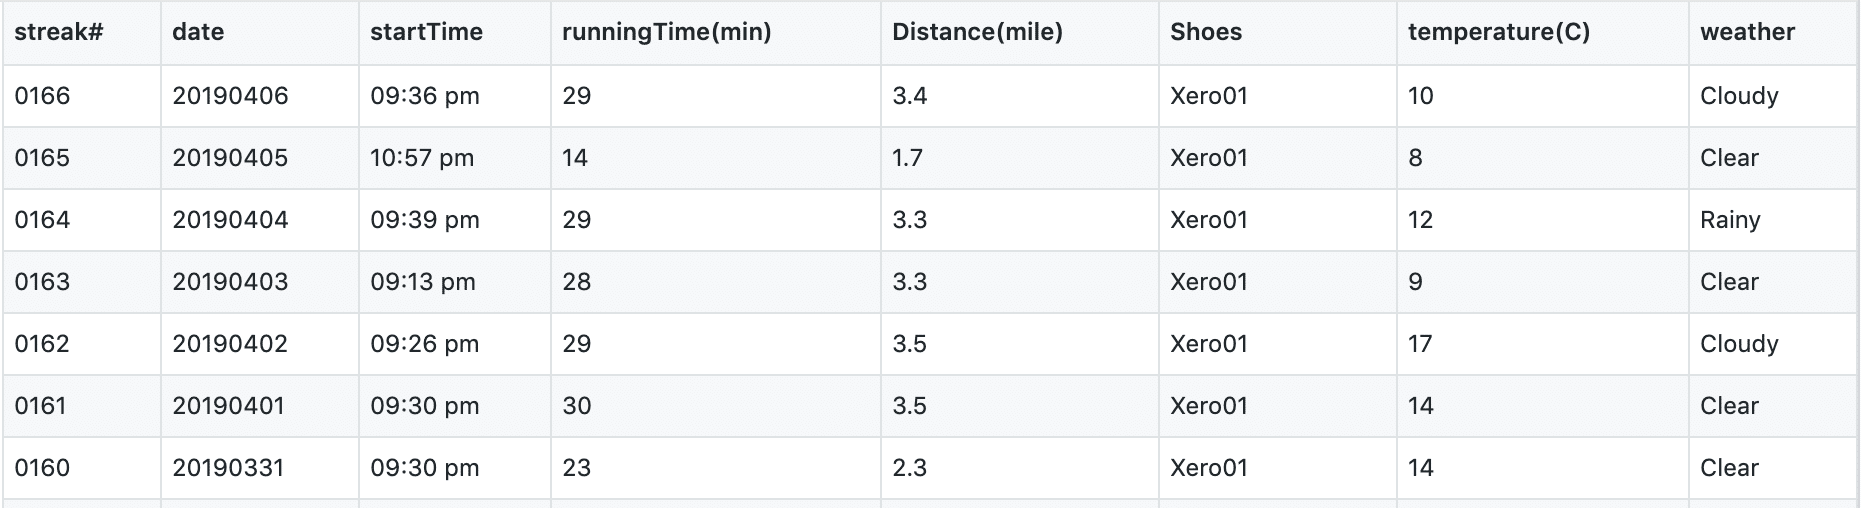 streak# date startTime runningTime(min) Distance(mile) Shoes temperature(C) weather
0166 20190406 09:36 pm 29 3.4 Xero01 10 Cloudy
0165 20190405 10:57 pm 14 1.7 Xero01 8 Clear
0164 20190404 09:39 pm 29 3.3 Xero01 12 Rainy
0163 20190403 09:13 pm 28 3.3 Xero01 9 Clear
0162 20190402 09:26 pm 29 3.5 Xero01 17 Cloudy
0161 20190401 09:30 pm 30 3.5 Xero01 14 Clear
0160 20190331 09:30 pm 23 2.3 Xero01 14 Clear